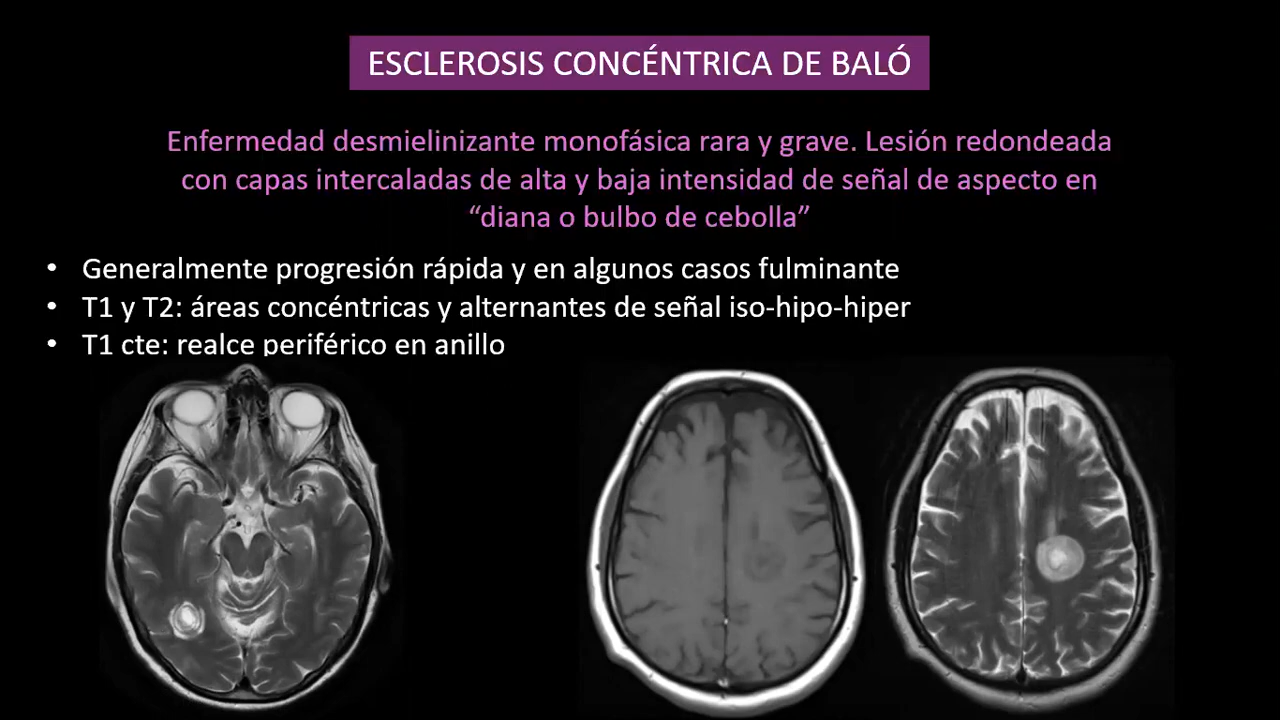 ESCLEROSIS CONCÉNTRICA DE BALÓ
Enfermedad desmielinizante monofásica rara y grave. Lesión redondeada
con capas intercaladas de alta y baja intensidad de señal de aspecto en
“diana o bulbo de cebolla”
• Generalmente progresión rápida y en algunos casos fulminante
• T1 y T2: áreas concéntricas y alternantes de señal iso-hipo-hiper
• T1 cte: realce periférico en anillo